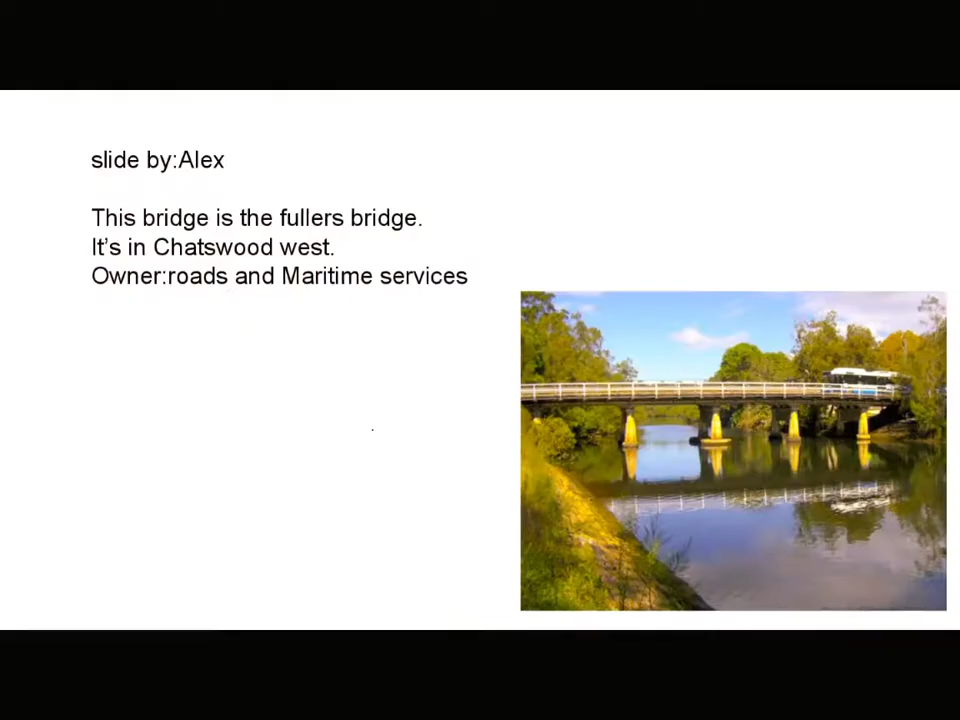 slide by:Alex
This bridge is the fullers bridge.
It’s in Chatswood west.
Owner:roads and Maritime services